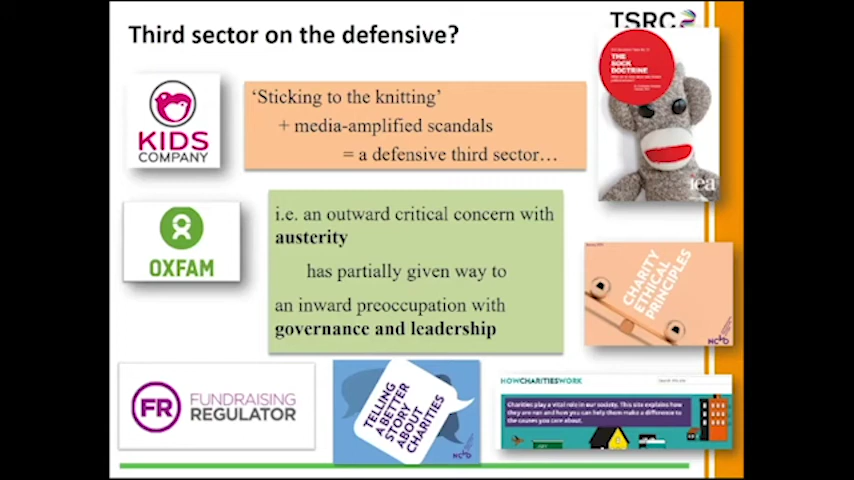 Third sector on the defensive?
TSRC
KIDS
COMPANY
'Sticking to the knitting'
+ media-amplified scandals
= a defensive third sector…
THE
SOCK
DOCTRINE
iea
OXFAM
i.e. an outward critical concern with
austerity
has partially given way to
an inward preoccupation with
governance and leadership
CHARITY
ETHICAL
PRINCIPLES
FR FUNDRAISING
REGULATOR
TELLING
A BETTER
STORY
ABOUT
CHARITIES
HOWCHARITIESWORK
Search this site
Charities play a vital role in our society. This site explains how
they are run and how you can help them make a difference to
the causes you care about.